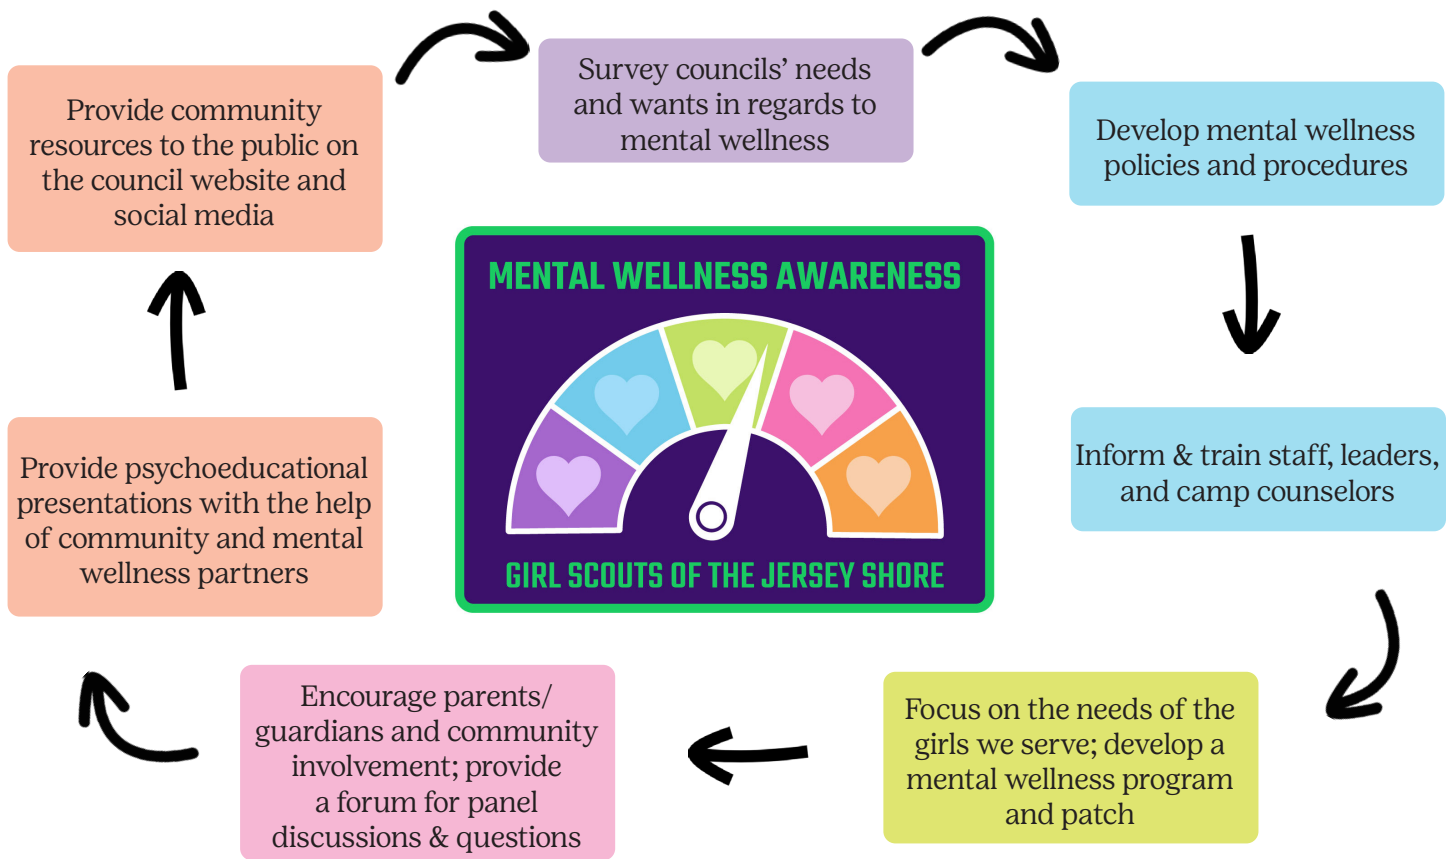 Survey councils’ needs
and wants in regards to
mental wellness
Develop mental wellness
policies and procedures
Inform & train staff, leaders,
and camp counselors
Focus on the needs of the
girls we serve; develop a
mental wellness program
and patch
Encourage parents/
guardians and community
involvement; provide
a forum for panel
discussions & questions
Provide psychoeducational
presentations with the help
of community and mental
wellness partners
Provide community
resources to the public on
the council website and
social media
MENTAL WELLNESS AWARENESS
GIRL SCOUTS OF THE JERSEY SHORE